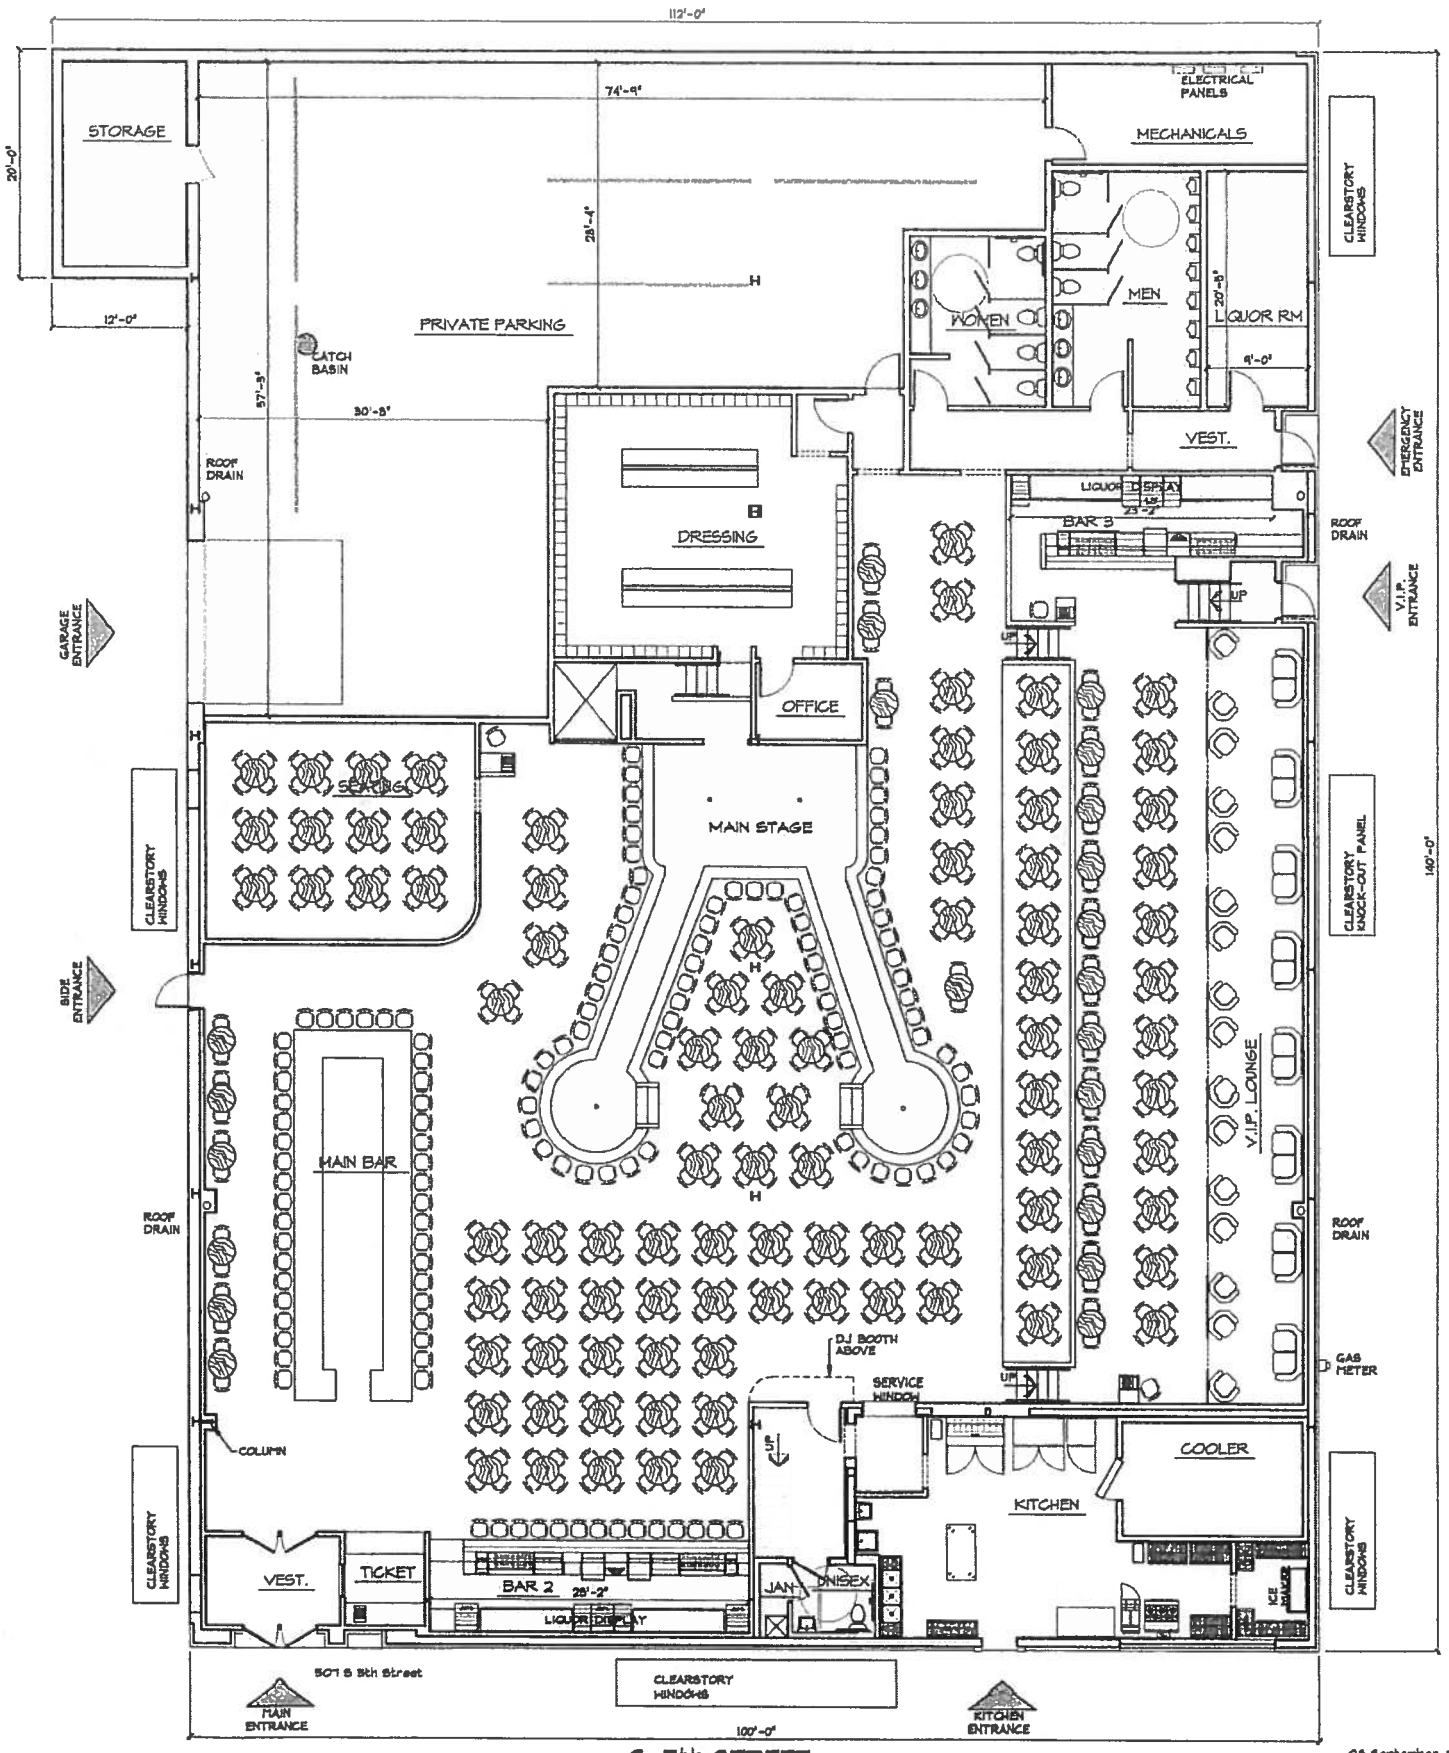 112'-0"
ELECTRICAL
PANELS
74'-9"
STORAGE
MECHANICALS
20'-0"
CLEARSTORY
WINDOWS
28'-4"
MEN
20'-5"
LIQUOR RM
WOMEN
12'-0"
PRIVATE PARKING
CATCH
BASIN
9'-0"
57'-3"
30'-8"
VEST.
EMERGENCY
ENTRANCE
ROOF
DRAIN
LIQUOR DISPLAY
23'-2"
BAR 3
ROOF
DRAIN
DRESSING
UP
V.I.P.
ENTRANCE
GARAGE
ENTRANCE
UP
OFFICE
SEATING
MAIN STAGE
CLEARSTORY
WINDOWS
CLEARSTORY
KNOCK-OUT PANEL
140'-0"
SIDE
ENTRANCE
V.I.P. LOUNGE
MAIN BAR
ROOF
DRAIN
ROOF
DRAIN
DJ BOOTH
ABOVE
GAS
METER
SERVICE
WINDOW
UP
UP
COLUMN
COOLER
KITCHEN
CLEARSTORY
WINDOWS
CLEARSTORY
WINDOWS
VEST.
TICKET
BAR 2
25'-2"
LIQUOR DISPLAY
JAN
UNISEX
ICE
MAKER
507 S 5th Street
CLEARSTORY
WINDOWS
MAIN
ENTRANCE
KITCHEN
ENTRANCE
100'-0"